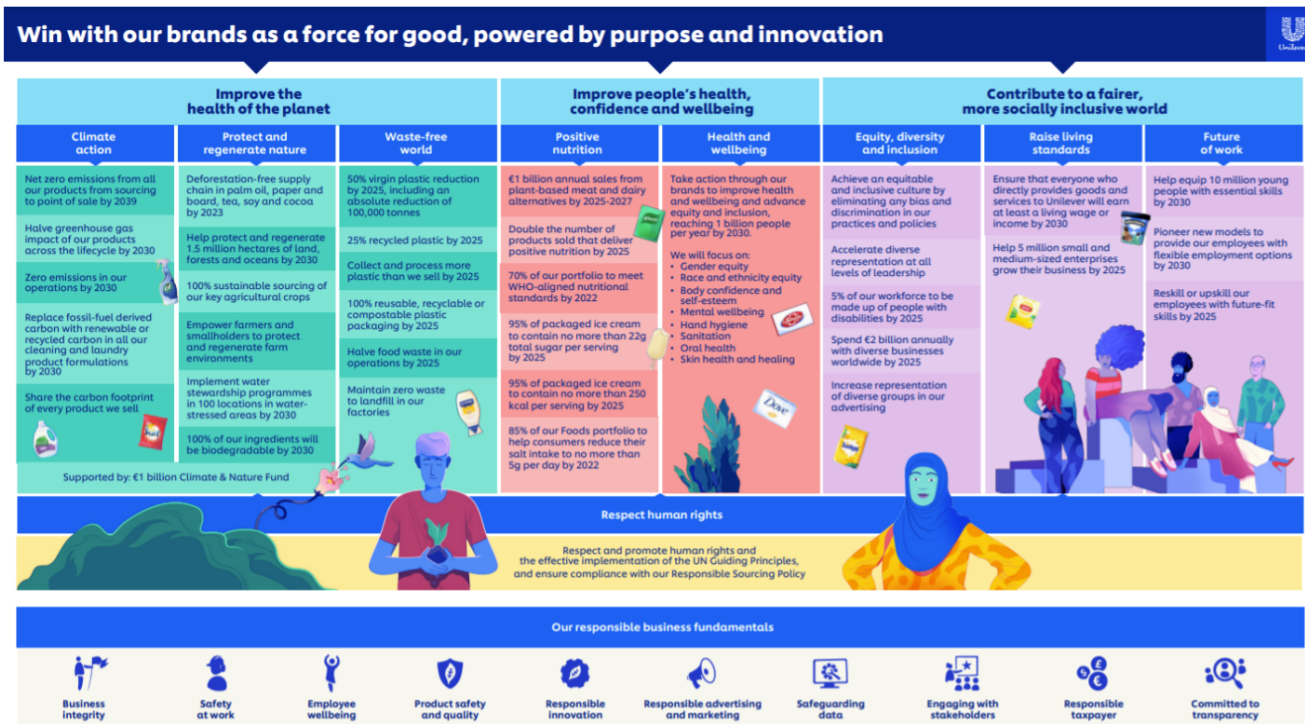 Win with our brands as a force for good, powered by purpose and innovation
Unilever
Improve the
health of the planet
Climate
action
Net zero emissions from all
our products from sourcing
to point of sale by 2039
Halve greenhouse gas
impact of our products
across the lifecycle by 2030
Zero emissions in our
operations by 2030
Replace fossil-fuel derived
carbon with renewable or
recycled carbon in all our
cleaning and laundry
product formulations
by 2030
Share the carbon footprint
of every product we sell
Protect and
regenerate nature
Deforestation-free supply
chain in palm oil, paper and
board, tea, soy and cocoa
by 2023
Help protect and regenerate
1.5 million hectares of land,
forests and oceans by 2030
100% sustainable sourcing of
our key agricultural crops
Empower farmers and
smallholders to protect
and regenerate farm
environments
Implement water
stewardship programmes
in 100 locations in water-
stressed areas by 2030
100% of our ingredients will
be biodegradable by 2030
Supported by: €1 billion Climate & Nature Fund
Waste-free
world
50% virgin plastic reduction
by 2025, including an
absolute reduction of
100,000 tonnes
25% recycled plastic by 2025
Collect and process more
plastic than we sell by 2025
100% reusable, recyclable or
compostable plastic
packaging by 2025
Halve food waste in our
operations by 2025
Maintain zero waste
to landfill in our
factories
Improve people's health,
confidence and wellbeing
Positive
nutrition
€1 billion annual sales from
plant-based meat and dairy
alternatives by 2025-2027
Double the number of
products sold that deliver
positive nutrition by 2025
70% of our portfolio to meet
WHO-aligned nutritional
standards by 2022
95% of packaged ice cream
to contain no more than 22g
total sugar per serving
by 2025
95% of packaged ice cream
to contain no more than 250
kcal per serving by 2025
85% of our Foods portfolio to
help consumers reduce their
salt intake to no more than
5g per day by 2022
Health and
wellbeing
Take action through our
brands to improve health
and wellbeing and advance
equity and inclusion,
reaching 1 billion people
per year by 2030.
We will focus on:
• Gender equity
• Race and ethnicity equity
• Body confidence and
self-esteem
• Mental wellbeing
• Hand hygiene
• Sanitation
• Oral health
• Skin health and healing
Dove
Contribute to a fairer,
more socially inclusive world
Equity, diversity
and inclusion
Achieve an equitable
and inclusive culture by
eliminating any bias and
discrimination in our
practices and policies
Accelerate diverse
representation at all
levels of leadership
5% of our workforce to be
made up of people with
disabilities by 2025
Spend €2 billion annually
with diverse businesses
worldwide by 2025
Increase representation
of diverse groups in our
advertising
Raise living
standards
Ensure that everyone who
directly provides goods and
services to Unilever will earn
at least a living wage or
income by 2030
Help 5 million small and
medium-sized enterprises
grow their business by 2025
Future
of work
Help equip 10 million young
people with essential skills
by 2030
Pioneer new models to
provide our employees with
flexible employment options
by 2030
Reskill or upskill our
employees with future-fit
skills by 2025
Respect human rights
Respect and promote human rights and
the effective implementation of the UN Guiding Principles,
and ensure compliance with our Responsible Sourcing Policy
Our responsible business fundamentals
Business
integrity
Safety
at work
Employee
wellbeing
Product safety
and quality
Responsible
innovation
Responsible advertising
and marketing
Safeguarding
data
Engaging with
stakeholders
Responsible
taxpayer
Committed to
transparency